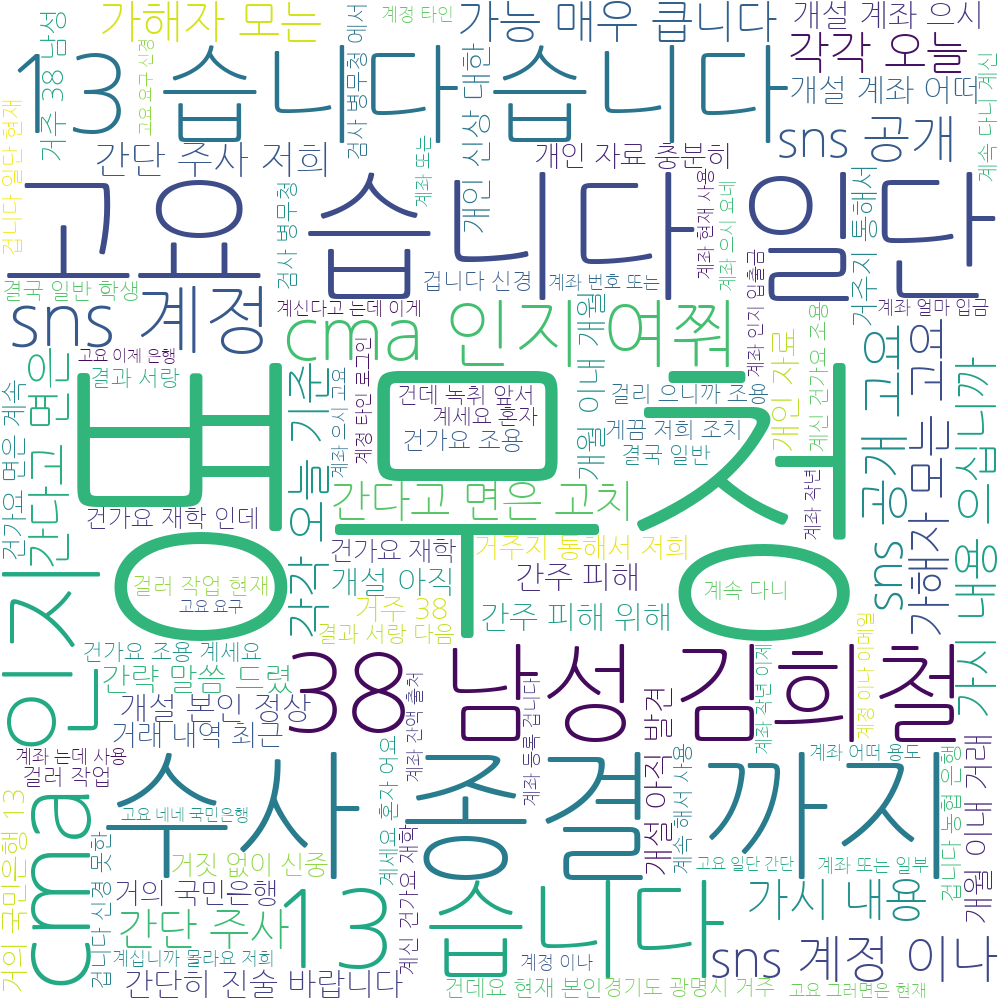 가해자 모는
계정 타인
가능 매우 큽니다
개설 계좌 으시
각각 오늘
13 습니다 습니다
거주 38 남성
고요 요구 신경
검사 병무청 에서
개인 신상 대한
개설 계좌 어떠
sns 공개
계속 다니 계신
겁니다 일단 현재
간단 주사 저희
개인 자료 충분히
계좌 또는
고요 습니다 일단
검사 병무청
계좌 현재 사용
계좌 으시 요네
거주지 통해서
결국 일반 학생
겁니다 신경
계좌 번호 또는
sns 계정
계신다고 는데 이게
계좌 얼마 입금
cma 인지 여쭤
계좌 인지 입출금
고요 이제 은행
결과 서랑
간다고 면은
건가요 면은 계속
각각 오늘 기준
계좌 으시 고요
계정 타인 로그인
건데 녹취 앞서
계세요 혼자
건가요 조용
개월 이내 개월
걸리 으니까 조용
게끔 저희 조치
결국 일반
개인 자료
계신 건가요 조용
sns 공개 고요
가해자 모는 고요
가시 내용 으십니까
병무청
간다고 면은 고치
건가요 재학 인데
계좌 작년
건가요 재학
거주지 통해서 저희
인지
걸러 작업 현재
개설 아직
간주 피해
계속 다니
고요 요구
거주 38
간주 피해 위해
결과 서랑 다음
건가요 조용 계세요
38 남성 김희철
간략 말씀 드렸
개설 본인 정상
계좌 잔액 출처
개설 아직 발견
계좌 작년 이제
계정 이나 이메일
거래 내역 최근
계좌 는데 사용
걸러 작업
수사 종결 까지
계세요 혼자 어요
계좌 등록 겁니다
계속 해서 사용
계좌 어떠 용도
겁니다 농협 은행
개월 이내 거래
cma
거의 국민은행 13
겁니다 신경 못한
고요 네네 국민은행
거짓 없이 신중
고요 일단 간단
계좌 또는 일부
거의 국민은행
계신 건가요 재학
가시 내용
간단 주사
13 습니다
계십니까 몰라요 저희
계정 이나
sns 계정 이나
간단히 진술 바랍니다
건데요 현재 본인
경기도 광명시 거주
고요 그러면은 현재